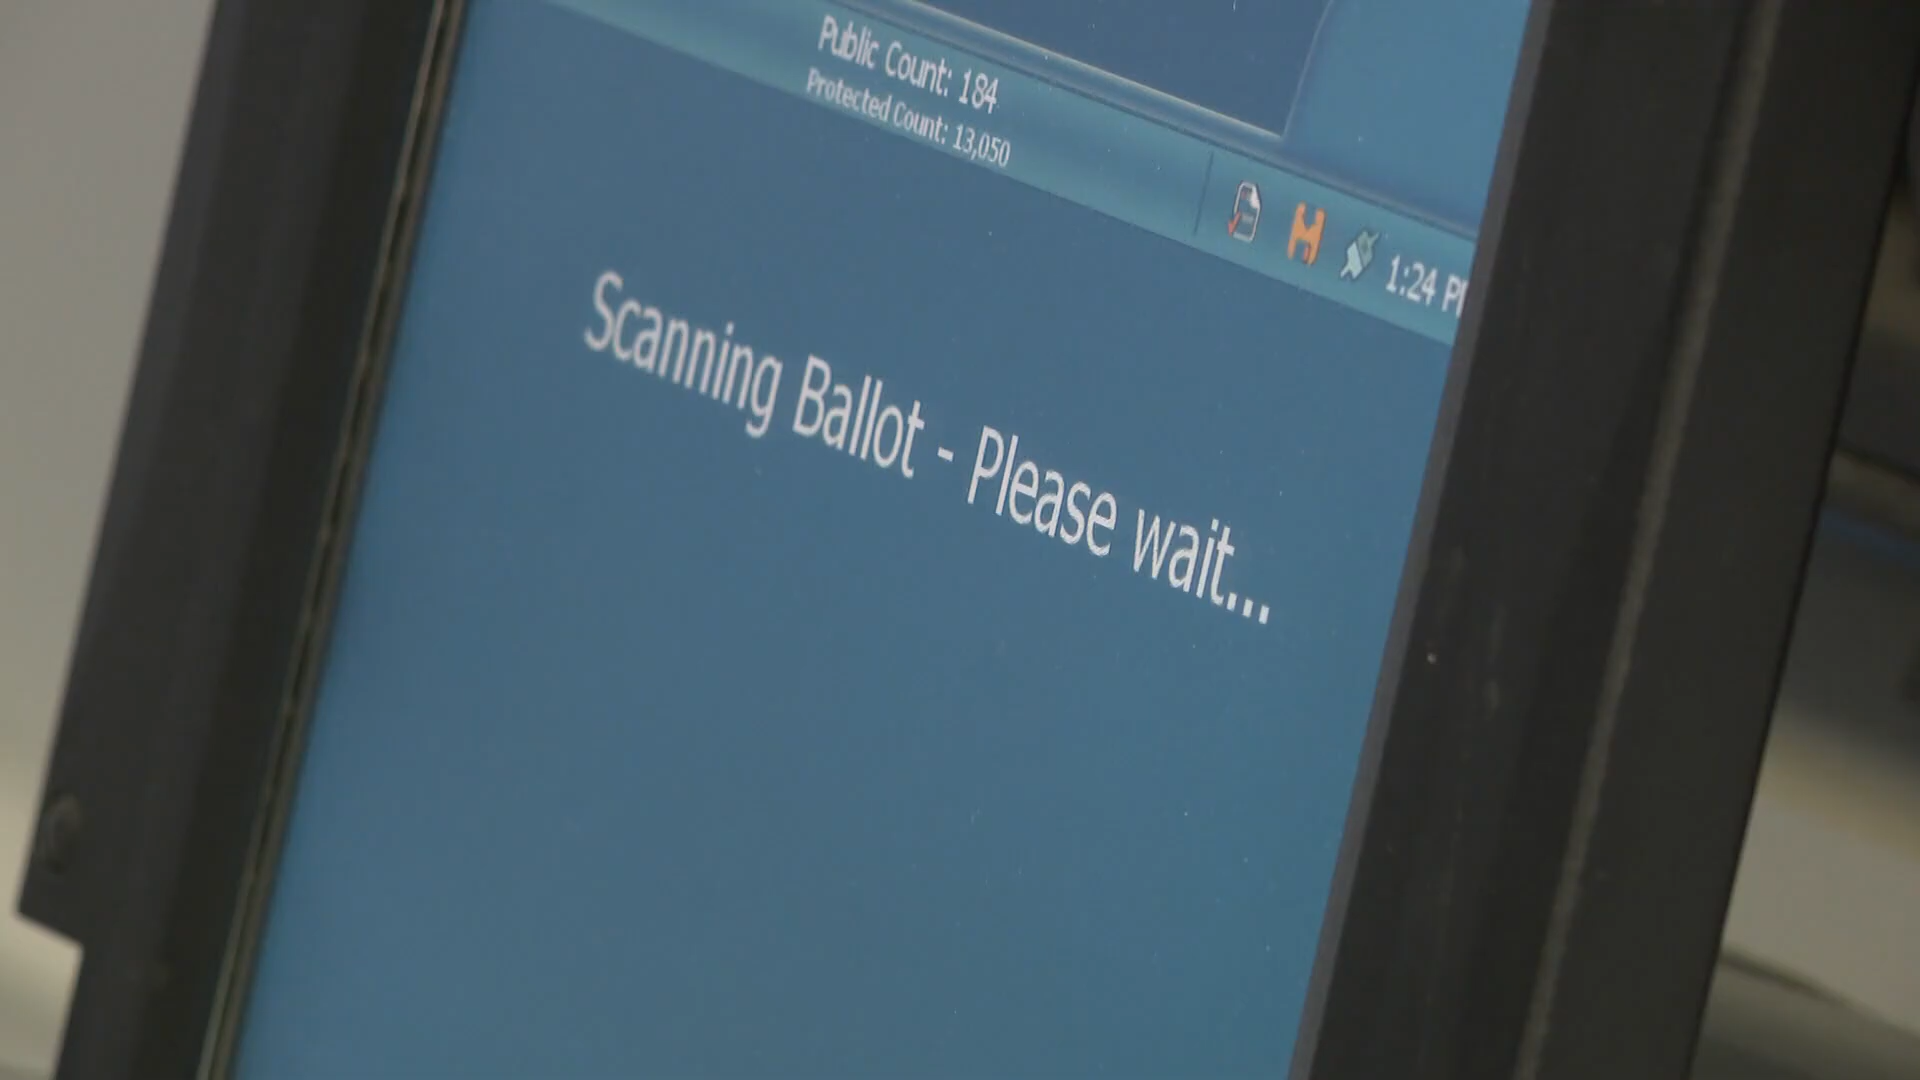 Public Count: 184
Protected Count: 13,050
1:24 P
Scanning Ballot - Please wait...